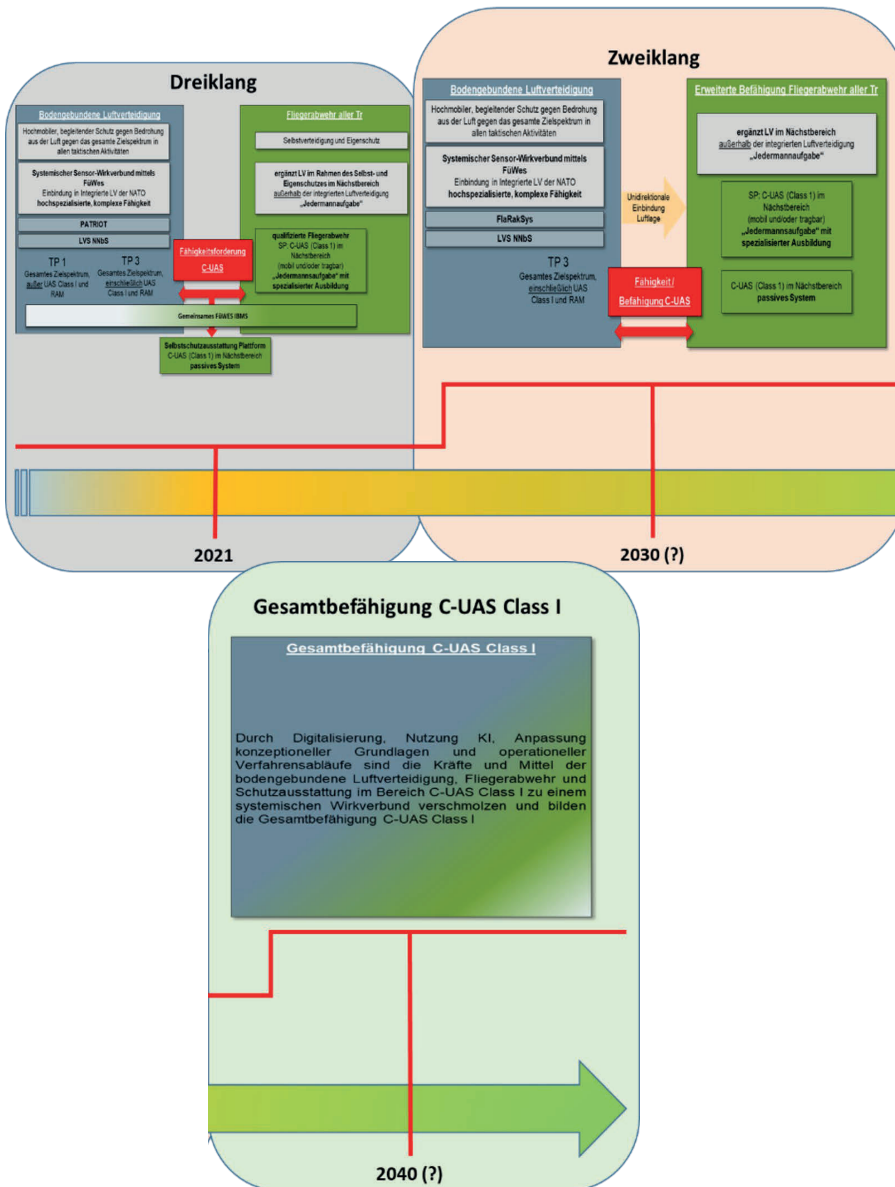 Dreiklang
Bodengebundene Luftverteidigung
Hochmobiler, begleitender Schutz gegen Bedrohung
aus der Luft gegen das gesamte Zielspektrum in
allen taktischen Aktivitäten
Systemischer Sensor-Wirkverbund mittels
FüWes
Einbindung in Integrierte LV der NATO
hochspezialisierte, komplexe Fähigkeit
PATRIOT
LVS NNbS
TP 1
Gesamtes Zielspektrum,
außer UAS Class I und
RAM
TP 3
Gesamtes Zielspektrum,
einschließlich UAS
Class I und RAM
Fähigkeitsforderung
C-UAS
Fliegerabwehr aller Tr
Selbstverteidigung und Eigenschutz
ergänzt LV im Rahmen des Selbst- und
Eigenschutzes im Nächstbereich
außerhalb der integrierten Luftverteidigung
„Jedermannaufgabe“
qualifizierte Fliegerabwehr
SP: C-UAS (Class 1) im
Nächstbereich
(mobil und/oder tragbar)
„Jedermannsaufgabe“ mit
spezialisierter Ausbildung
Gemeinsames FüWES IBMS
Selbstschutzausstattung Plattform
C-UAS (Class 1) im Nächstbereich
passives System
2021
Zweiklang
Bodengebundene Luftverteidigung
Hochmobiler, begleitender Schutz gegen Bedrohung
aus der Luft gegen das gesamte Zielspektrum in
allen taktischen Aktivitäten
Systemischer Sensor-Wirkverbund mittels
FüWes
Einbindung in Integrierte LV der NATO
hochspezialisierte, komplexe Fähigkeit
FlaRakSys
LVS NNbS
TP 3
Gesamtes Zielspektrum,
einschließlich UAS
Class I und RAM
Unidirektionale
Einbindung
Luftlage
Fähigkeit /
Befähigung C-UAS
Erweiterte Befähigung Fliegerabwehr aller Tr
ergänzt LV im Nächstbereich
außerhalb der integrierten Luftverteidigung
„Jedermannaufgabe“
SP: C-UAS (Class 1) im
Nächstbereich
(mobil und/oder tragbar)
„Jedermannsaufgabe“ mit
spezialisierter Ausbildung
C-UAS (Class 1) im Nächstbereich
passives System
2030 (?)
Gesamtbefähigung C-UAS Class I
Gesamtbefähigung C-UAS Class I
Durch Digitalisierung, Nutzung KI, Anpassung
konzeptioneller Grundlagen und operationeller
Verfahrensabläufe sind die Kräfte und Mittel der
bodengebundene Luftverteidigung, Fliegerabwehr und
Schutzausstattung im Bereich C-UAS Class I zu einem
systemischen Wirkverbund verschmolzen und bilden
die Gesamtbefähigung C-UAS Class I
2040 (?)